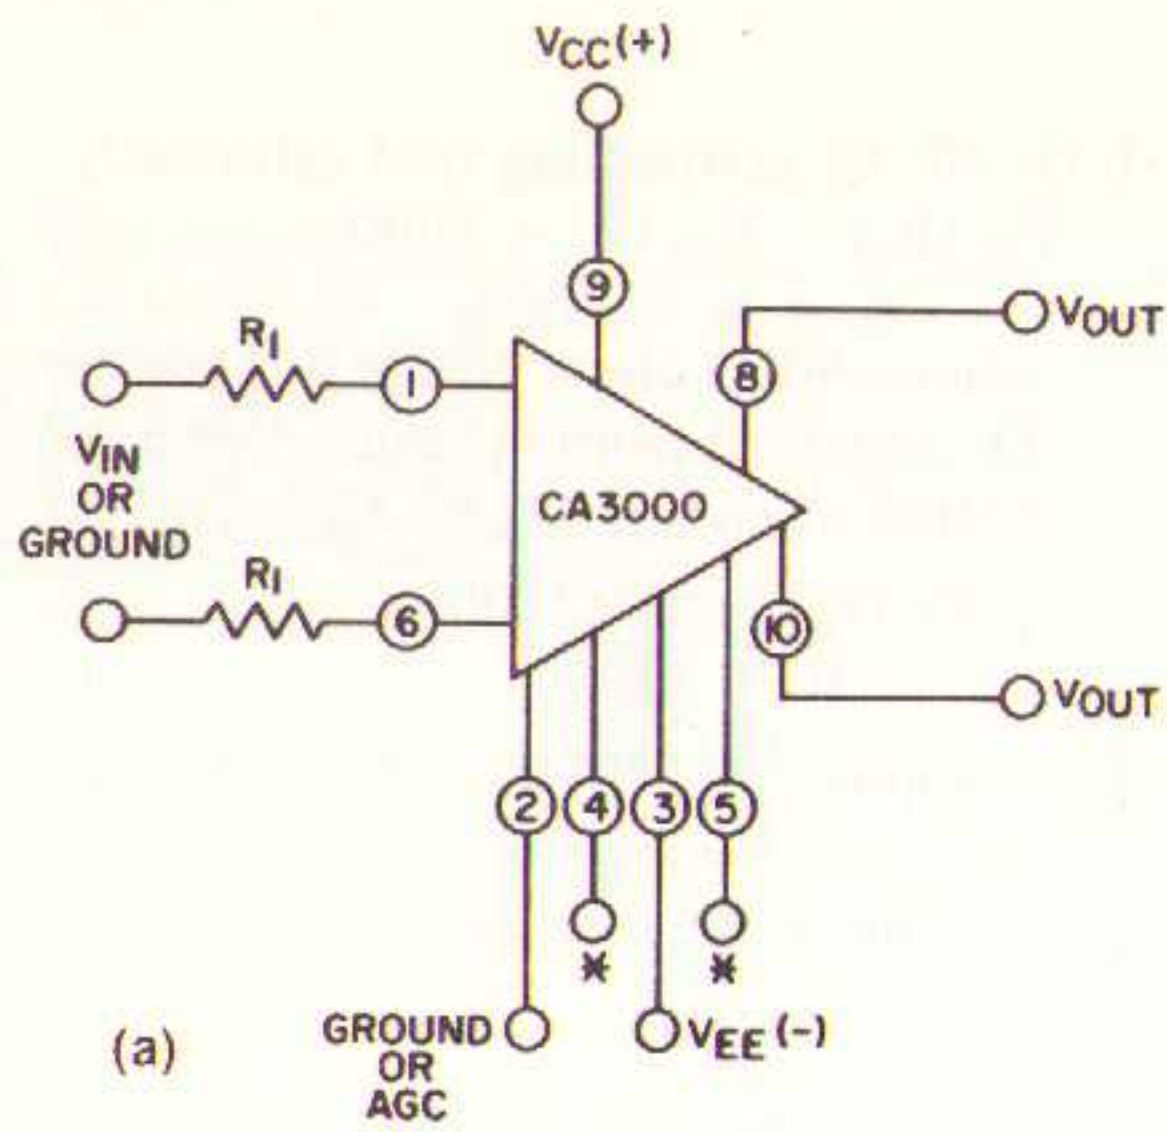 VCC (+)
9
R1
1
VIN
OR
GROUND
R1
6
CA3000
8
VOUT
10
VOUT
2
4
3
5
*
*
GROUND
OR
AGC
VEE (-)
(a)